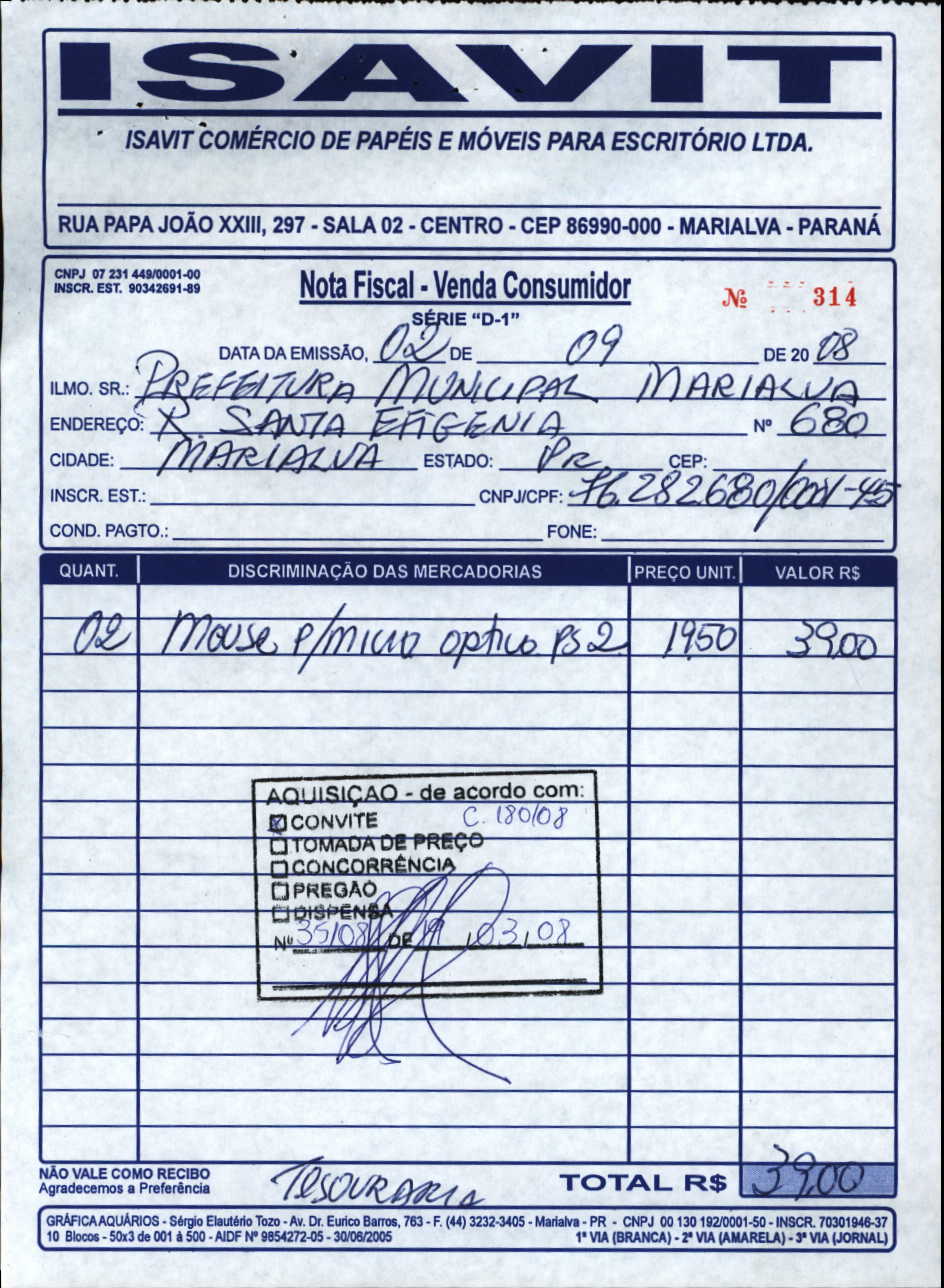 ISAVIT
ISAVIT COMÉRCIO DE PAPÉIS E MÓVEIS PARA ESCRITÓRIO LTDA.
RUA PAPA JOÃO XXIII, 297 - SALA 02 - CENTRO - CEP 86990-000 - MARIALVA - PARANÁ
CNPJ 07 231 449/0001-00
INSCR. EST. 90342691-89
Nota Fiscal - Venda Consumidor
Nº 314
SÉRIE "D-1"
DATA DA EMISSÃO, 02 DE 09 DE 20 08
ILMO. SR.: PREFEITURA MUNICIPAL MARIALVA
ENDEREÇO: R. SANTA EFIGENIA Nº 680
CIDADE: MARIALVA ESTADO: Pr CEP:
INSCR. EST.: CNPJ/CPF: 76.282680/0001-45
COND. PAGTO.: FONE:
QUANT. DISCRIMINAÇÃO DAS MERCADORIAS PREÇO UNIT. VALOR R$
02 Mouse p/micro optico PS2 19,50 39,00
AQUISIÇÃO - de acordo com:
CONVITE C. 180/08
TOMADA DE PREÇO
CONCORRÊNCIA
PREGÃO
DISPENSA
Nº 35/08 DE / 03 / 08
NÃO VALE COMO RECIBO
Agradecemos a Preferência
TESOURARIA
TOTAL R$ 39,00
GRÁFICA AQUÁRIOS - Sérgio Elautério Tozo - Av. Dr. Eurico Barros, 763 - F. (44) 3232-3405 - Marialva - PR - CNPJ 00 130 192/0001-50 - INSCR. 70301946-37
10 Blocos - 50x3 de 001 à 500 - AIDF Nº 9854272-05 - 30/06/2005 1ª VIA (BRANCA) - 2ª VIA (AMARELA) - 3ª VIA (JORNAL)